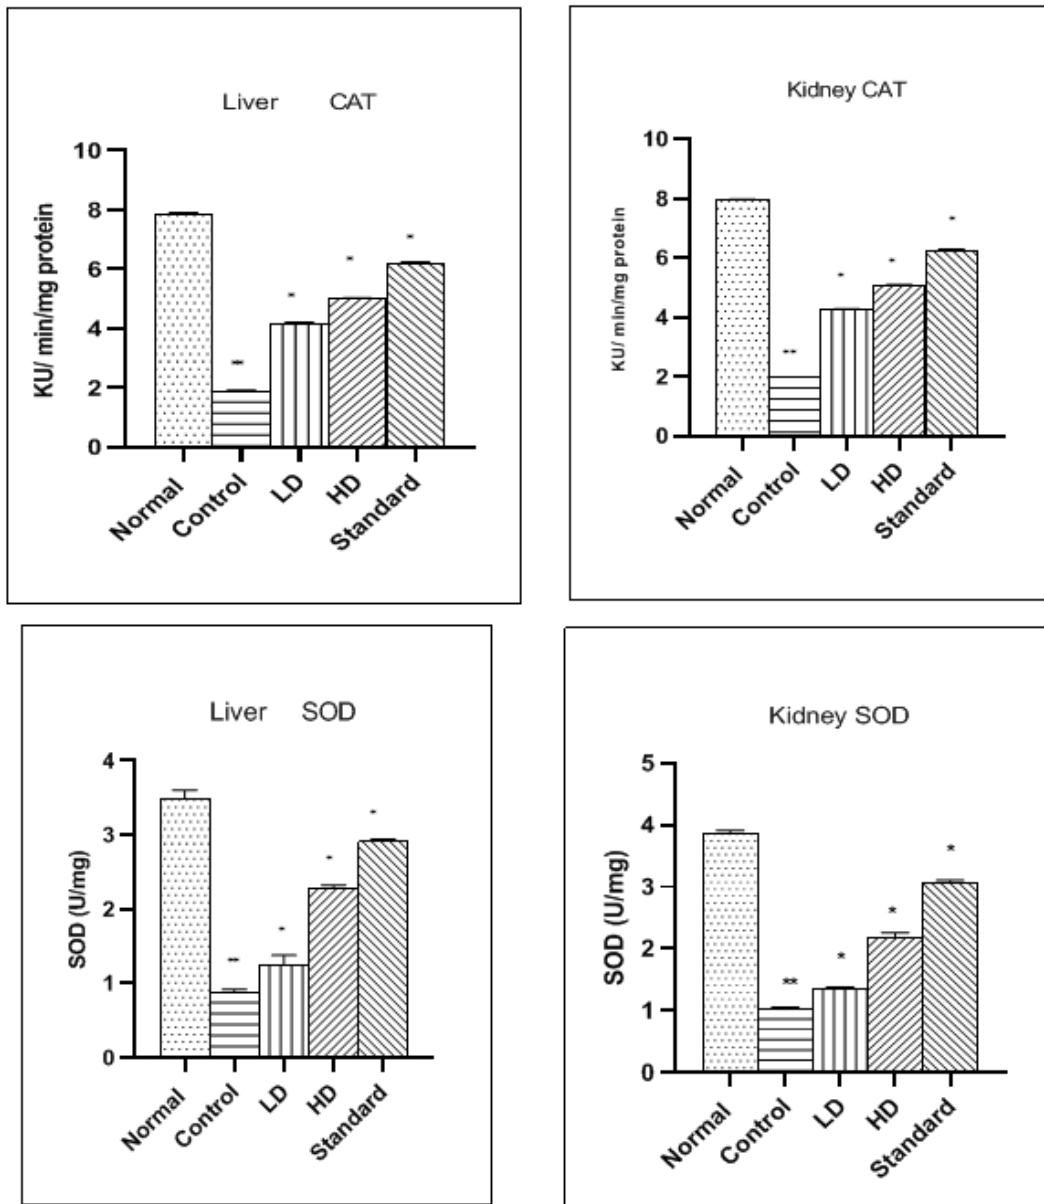 Liver CAT
KU/ min/mg protein
10
8
6
4
2
0
**
*
*
*
Normal
Control
LD
HD
Standard
Kidney CAT
KU/ min/mg protein
10
8
6
4
2
0
**
*
*
*
Normal
Control
LD
HD
Standard
Liver SOD
SOD (U/mg)
4
3
2
1
0
**
*
*
*
Normal
Control
LD
HD
Standard
Kidney SOD
SOD (U/mg)
5
4
3
2
1
0
**
*
*
*
Normal
Control
LD
HD
Standard